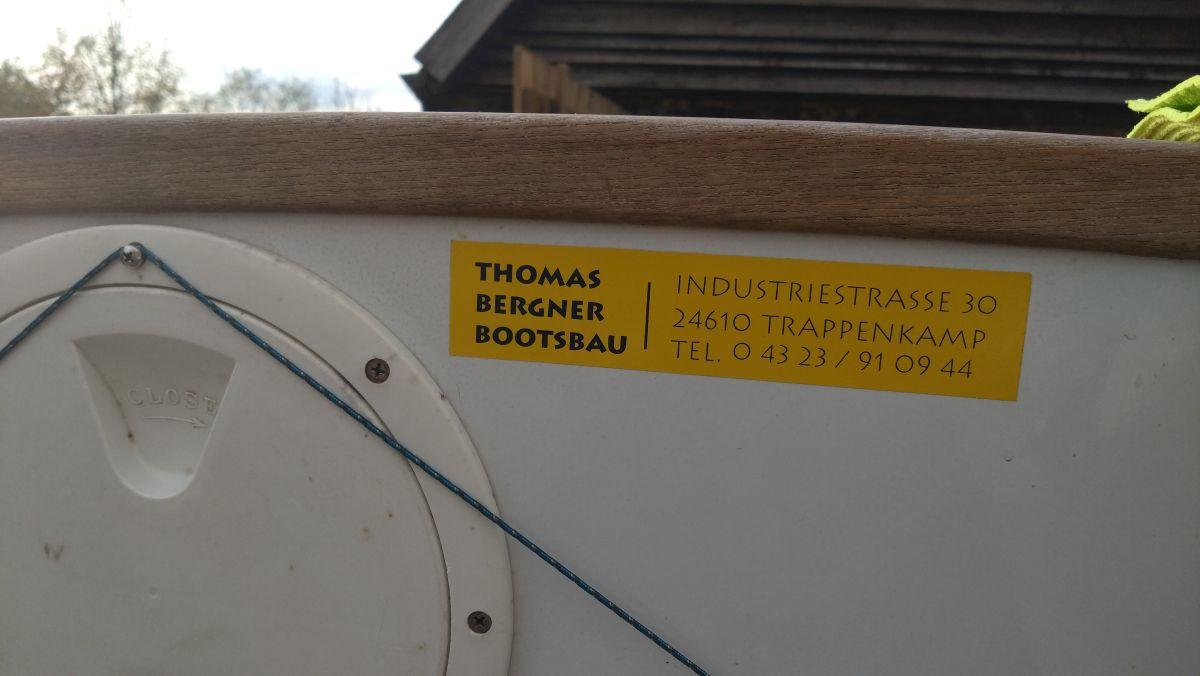 CLOSE
THOMAS
BERGNER
BOOTSBAU
INDUSTRIESTRASSE 30
24610 TRAPPENKAMP
TEL. 0 43 23 / 91 09 44